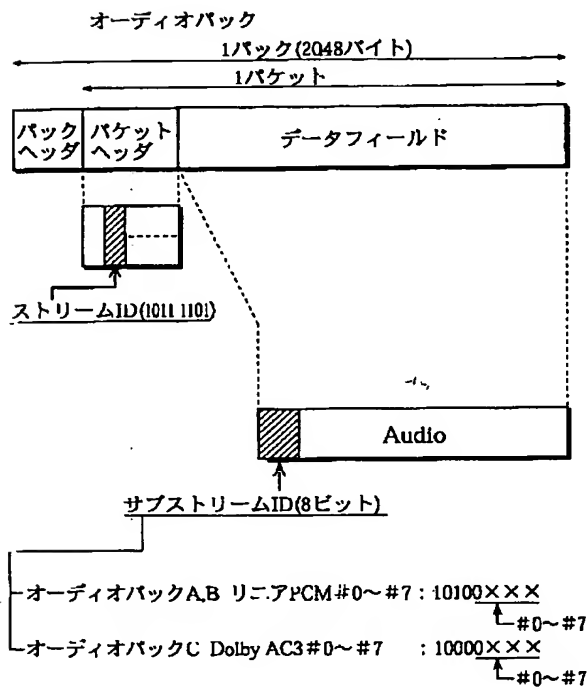 オーディオパック
1パック(2048バイト)
1パケット
パック
ヘッダ
パケット
ヘッダ
データフィールド
ストリームID(1011 1101)
Audio
サブストリームID(8ビット)
オーディオパックA,B リニアPCM#0～#7 : 10100×××
#0～#7
オーディオパックC Dolby AC3#0～#7 : 10000×××
#0～#7